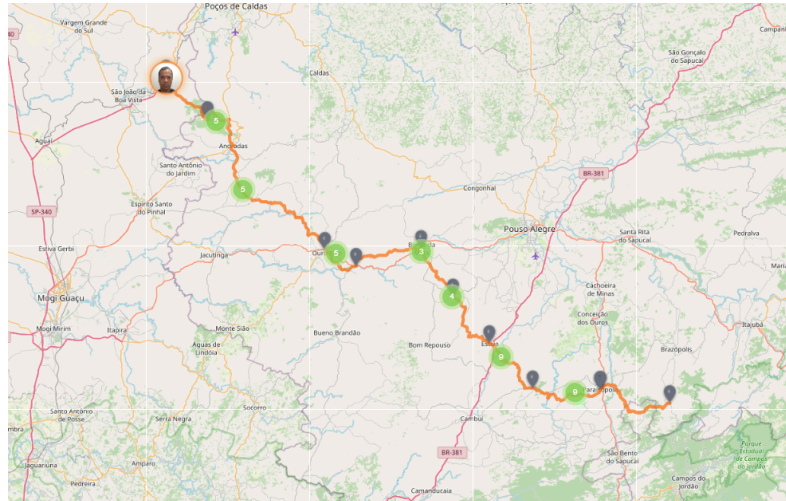 Poços de Caldas
Vargem Grande
do Sul
Campanh
São Gonçalo
do Sapucaí
Caldas
São João da
Boa Vista
Aguaí
5
Andradas
Santo Antônio
do Jardim
BR-381
5
Congonhal
Espírito Santo
do Pinhal
SP-340
Pouso Alegre
Santa Rita
do Sapucaí
Pedralva
Estiva Gerbi
Jacutinga
Ouro
5
3
Mogi Guaçu
Cachoeira
de Minas
4
Mogi Mirim
Itapira
Monte Sião
Bueno Brandão
Conceição
dos Ouros
Itajubá
Águas de
Lindóia
Bom Repouso
9
Brazópolis
9
Santo Antônio
de Posse
Serra Negra
Socorro
Cambuí
Parque
Estadual
de Campos
do Jordão
BR-381
São Bento
do Sapucaí
Jaguariúna
Amparo
Pedreira
Camanducaia
Campos do
Jordão